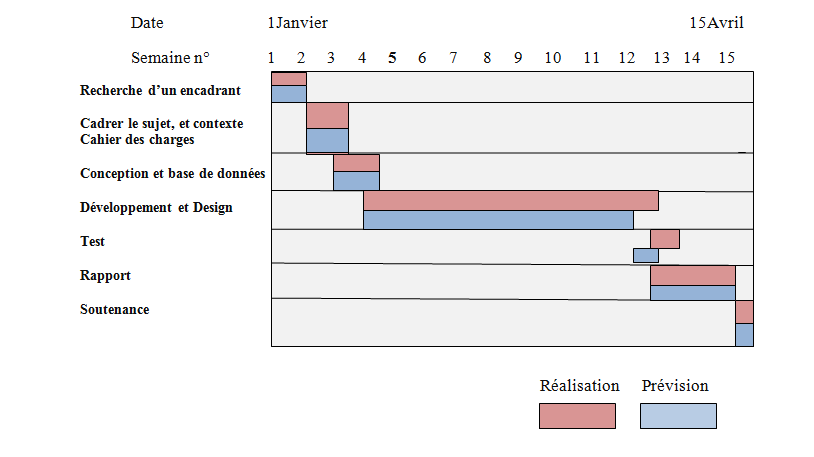 Date 1Janvier 15Avril
Semaine n° 1 2 3 4 5 6 7 8 9 10 11 12 13 14 15
Recherche d'un encadrant
Cadrer le sujet, et contexte
Cahier des charges
Conception et base de données
Développement et Design
Test
Rapport
Soutenance
Réalisation Prévision